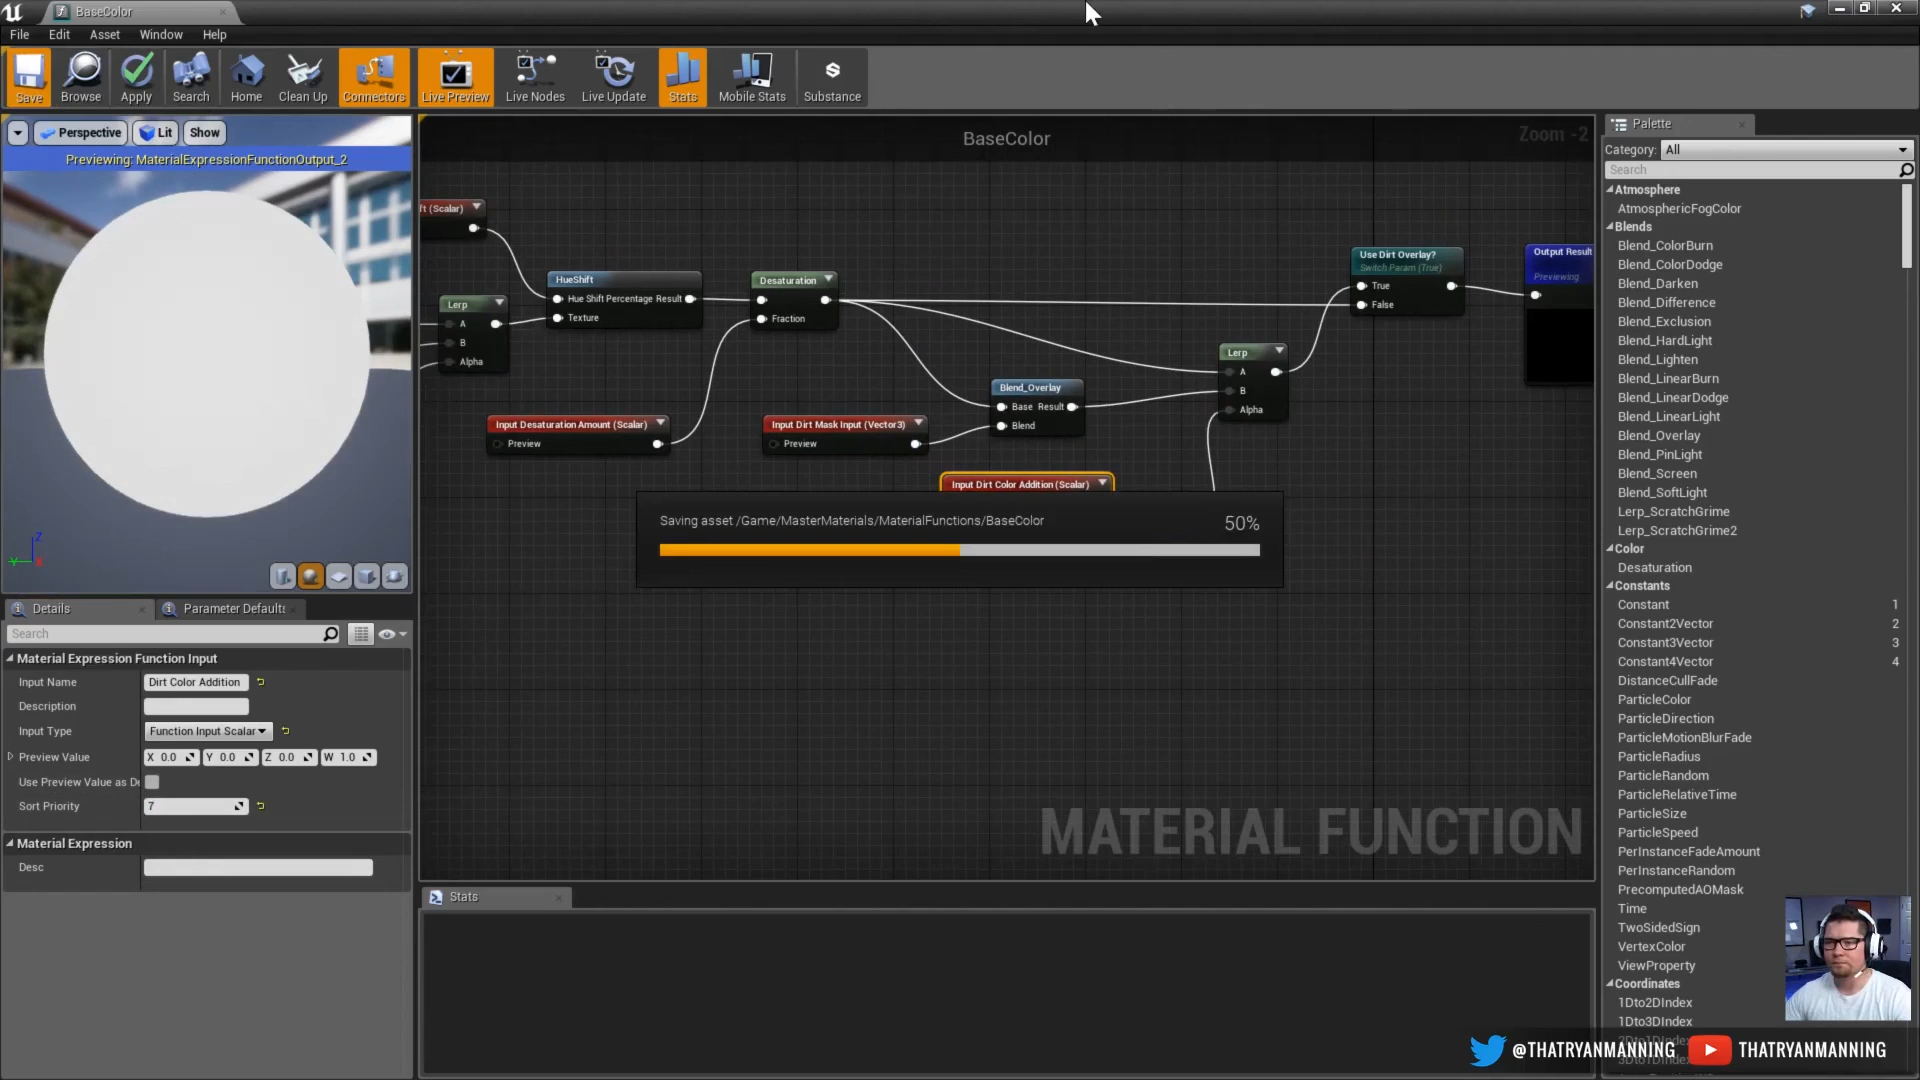 BaseColor
File Edit Asset Window Help
Save Browse Apply Search Home Clean Up Connectors Live Preview Live Nodes Live Update Stats Mobile Stats Substance
Perspective Lit Show
Previewing: MaterialExpressionFunctionOutput_2
BaseColor
Zoom -2
ft (Scalar)
Lerp
A
B
Alpha
HueShift
Hue Shift Percentage Result
Texture
Desaturation
Fraction
Input Desaturation Amount (Scalar)
Preview
Input Dirt Mask Input (Vector3)
Preview
Blend_Overlay
Base Result
Blend
Input Dirt Color Addition (Scalar)
Lerp
A
B
Alpha
Use Dirt Overlay?
Switch Param (True)
True
False
Output Result
Previewing
Saving asset /Game/MasterMaterials/MaterialFunctions/BaseColor 50%
MATERIAL FUNCTION
Stats
Details Parameter Defaults
Search
Material Expression Function Input
Input Name Dirt Color Addition
Description
Input Type Function Input Scalar
Preview Value X 0.0 Y 0.0 Z 0.0 W 1.0
Use Preview Value as De
Sort Priority 7
Material Expression
Desc
Palette
Category: All
Search
Atmosphere
AtmosphericFogColor
Blends
Blend_ColorBurn
Blend_ColorDodge
Blend_Darken
Blend_Difference
Blend_Exclusion
Blend_HardLight
Blend_Lighten
Blend_LinearBurn
Blend_LinearDodge
Blend_LinearLight
Blend_Overlay
Blend_PinLight
Blend_Screen
Blend_SoftLight
Lerp_ScratchGrime
Lerp_ScratchGrime2
Color
Desaturation
Constants
Constant 1
Constant2Vector 2
Constant3Vector 3
Constant4Vector 4
DistanceCullFade
ParticleColor
ParticleDirection
ParticleMotionBlurFade
ParticleRadius
ParticleRandom
ParticleRelativeTime
ParticleSize
ParticleSpeed
PerInstanceFadeAmount
PerInstanceRandom
PrecomputedAOMask
Time
TwoSidedSign
VertexColor
ViewProperty
Coordinates
1Dto2DIndex
1Dto3DIndex
@THATRYANMANNING THATRYANMANNING
Z
Y
X